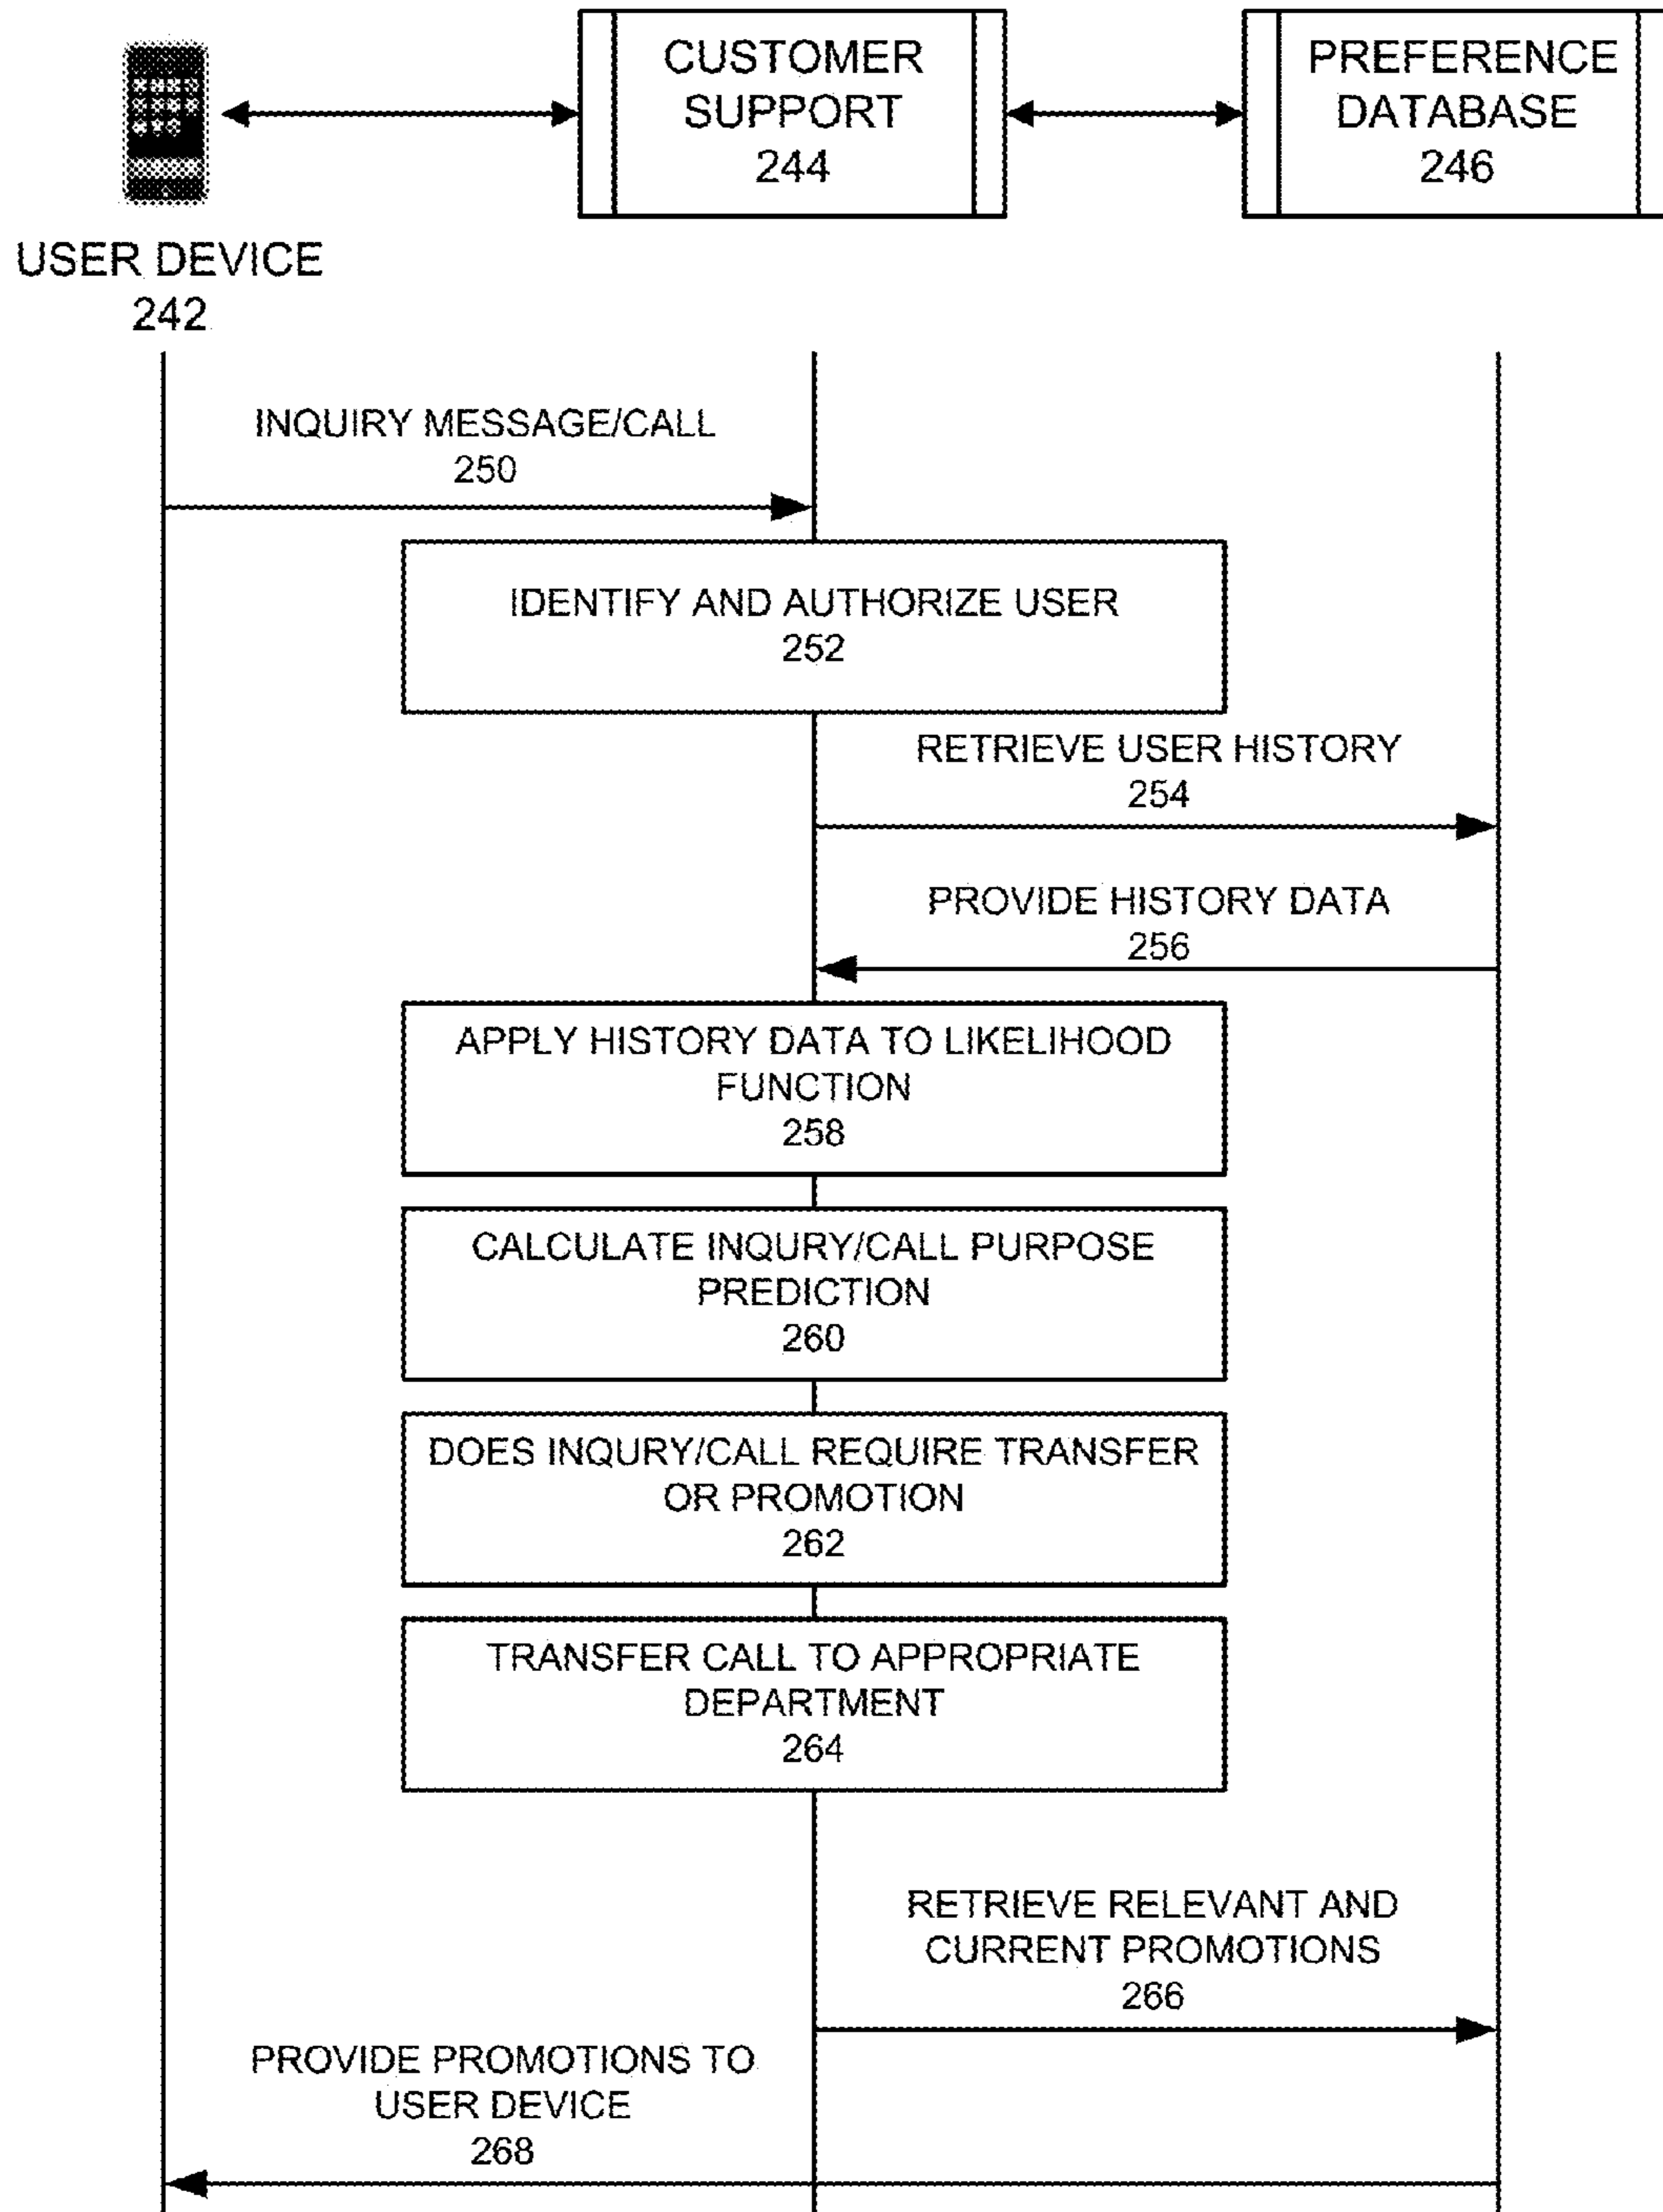 CUSTOMER
SUPPORT
244
PREFERENCE
DATABASE
246
USER DEVICE
242
INQUIRY MESSAGE/CALL
250
IDENTIFY AND AUTHORIZE USER
252
RETRIEVE USER HISTORY
254
PROVIDE HISTORY DATA
256
APPLY HISTORY DATA TO LIKELIHOOD
FUNCTION
258
CALCULATE INQURY/CALL PURPOSE
PREDICTION
260
DOES INQURY/CALL REQUIRE TRANSFER
OR PROMOTION
262
TRANSFER CALL TO APPROPRIATE
DEPARTMENT
264
RETRIEVE RELEVANT AND
CURRENT PROMOTIONS
266
PROVIDE PROMOTIONS TO
USER DEVICE
268